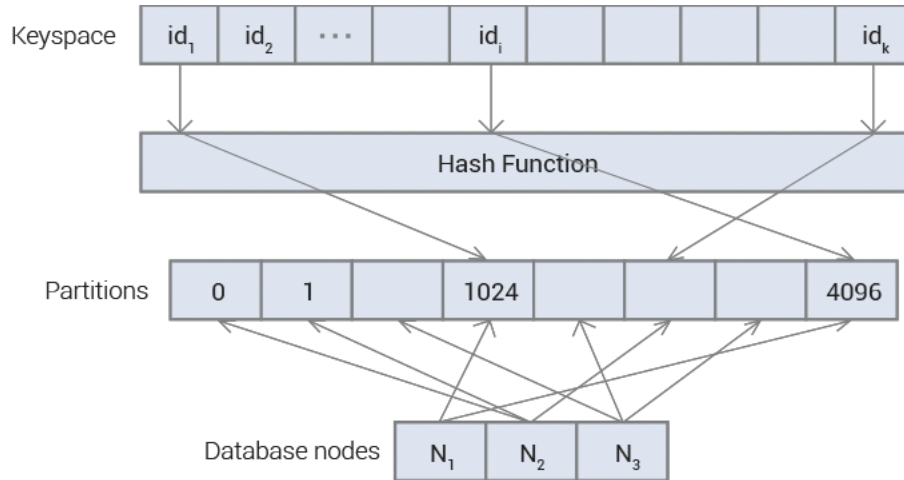 Keyspace id₁ id₂ ... idᵢ idₖ
Hash Function
Partitions 0 1 1024 4096
Database nodes N₁ N₂ N₃